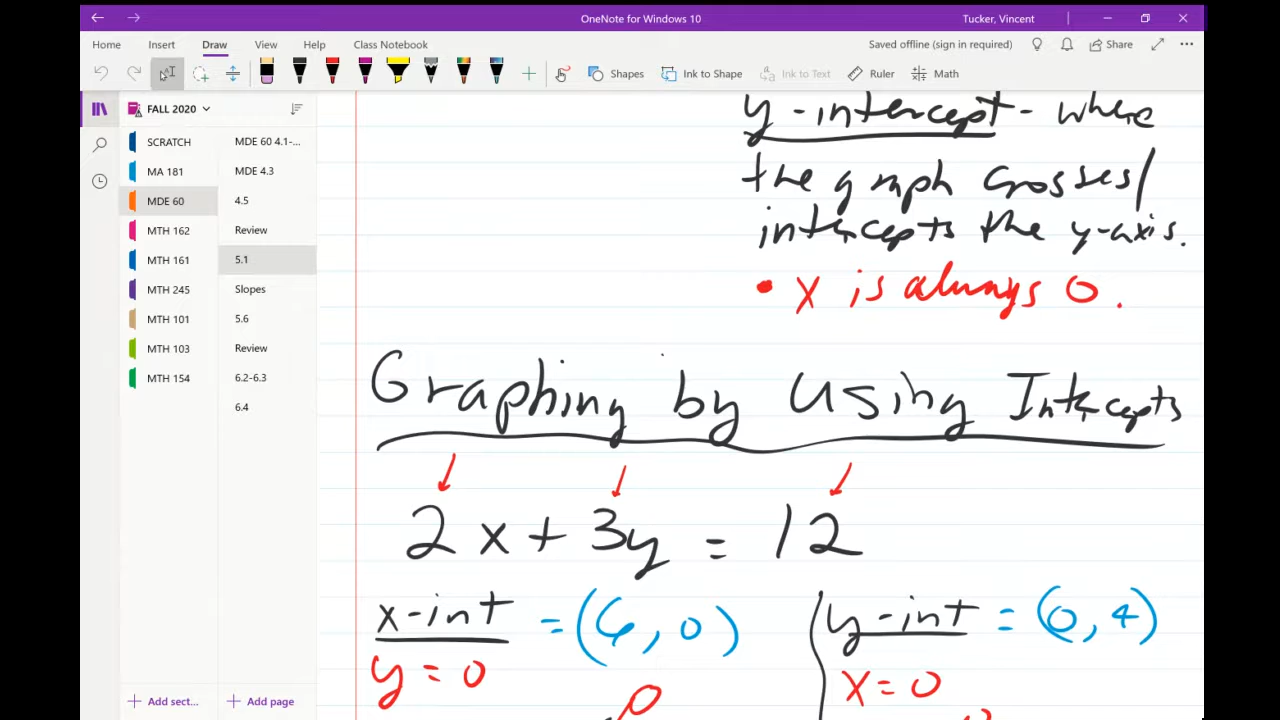 OneNote for Windows 10
Tucker, Vincent
Home Insert Draw View Help Class Notebook
Saved offline (sign in required)
Share
Shapes
Ink to Shape
Ink to Text
Ruler
Math
FALL 2020
SCRATCH
MA 181
MDE 60
MTH 162
MTH 161
MTH 245
MTH 101
MTH 103
MTH 154
Add sect...
MDE 60 4.1-...
MDE 4.3
4.5
Review
5.1
Slopes
5.6
Review
6.2-6.3
6.4
Add page
y-intercept - where
the graph crosses/
intercepts the y-axis.
• x is always 0.
Graphing by Using Intercepts
2x + 3y = 12
x-int = (6, 0)
y = 0
0
y-int = (0, 4)
x = 0